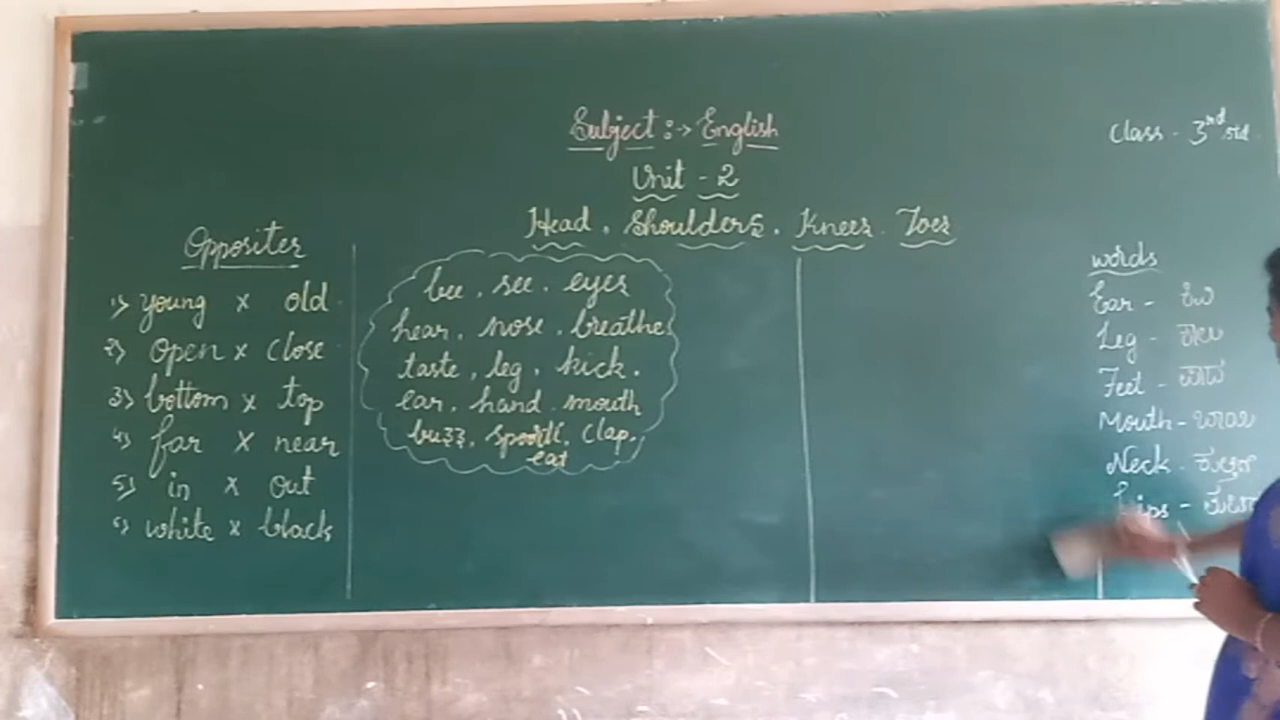 Subject :-> English
Class - 3rd std
Unit - 2
Head, Shoulders, Knees, Toes
Opposites
1> young x old
2> open x close
3> bottom x top
4> far x near
5> in x out
6> white x black
bee, see, eyes
hear, nose, breathe
taste, leg, kick.
ear, hand, mouth
buzz, clap.
eat
words
Ear - ಕಿವಿ
Leg - ಕಾಲು
Feet - ಪಾದ
Mouth - ಬಾಯಿ
Neck -
Lips -